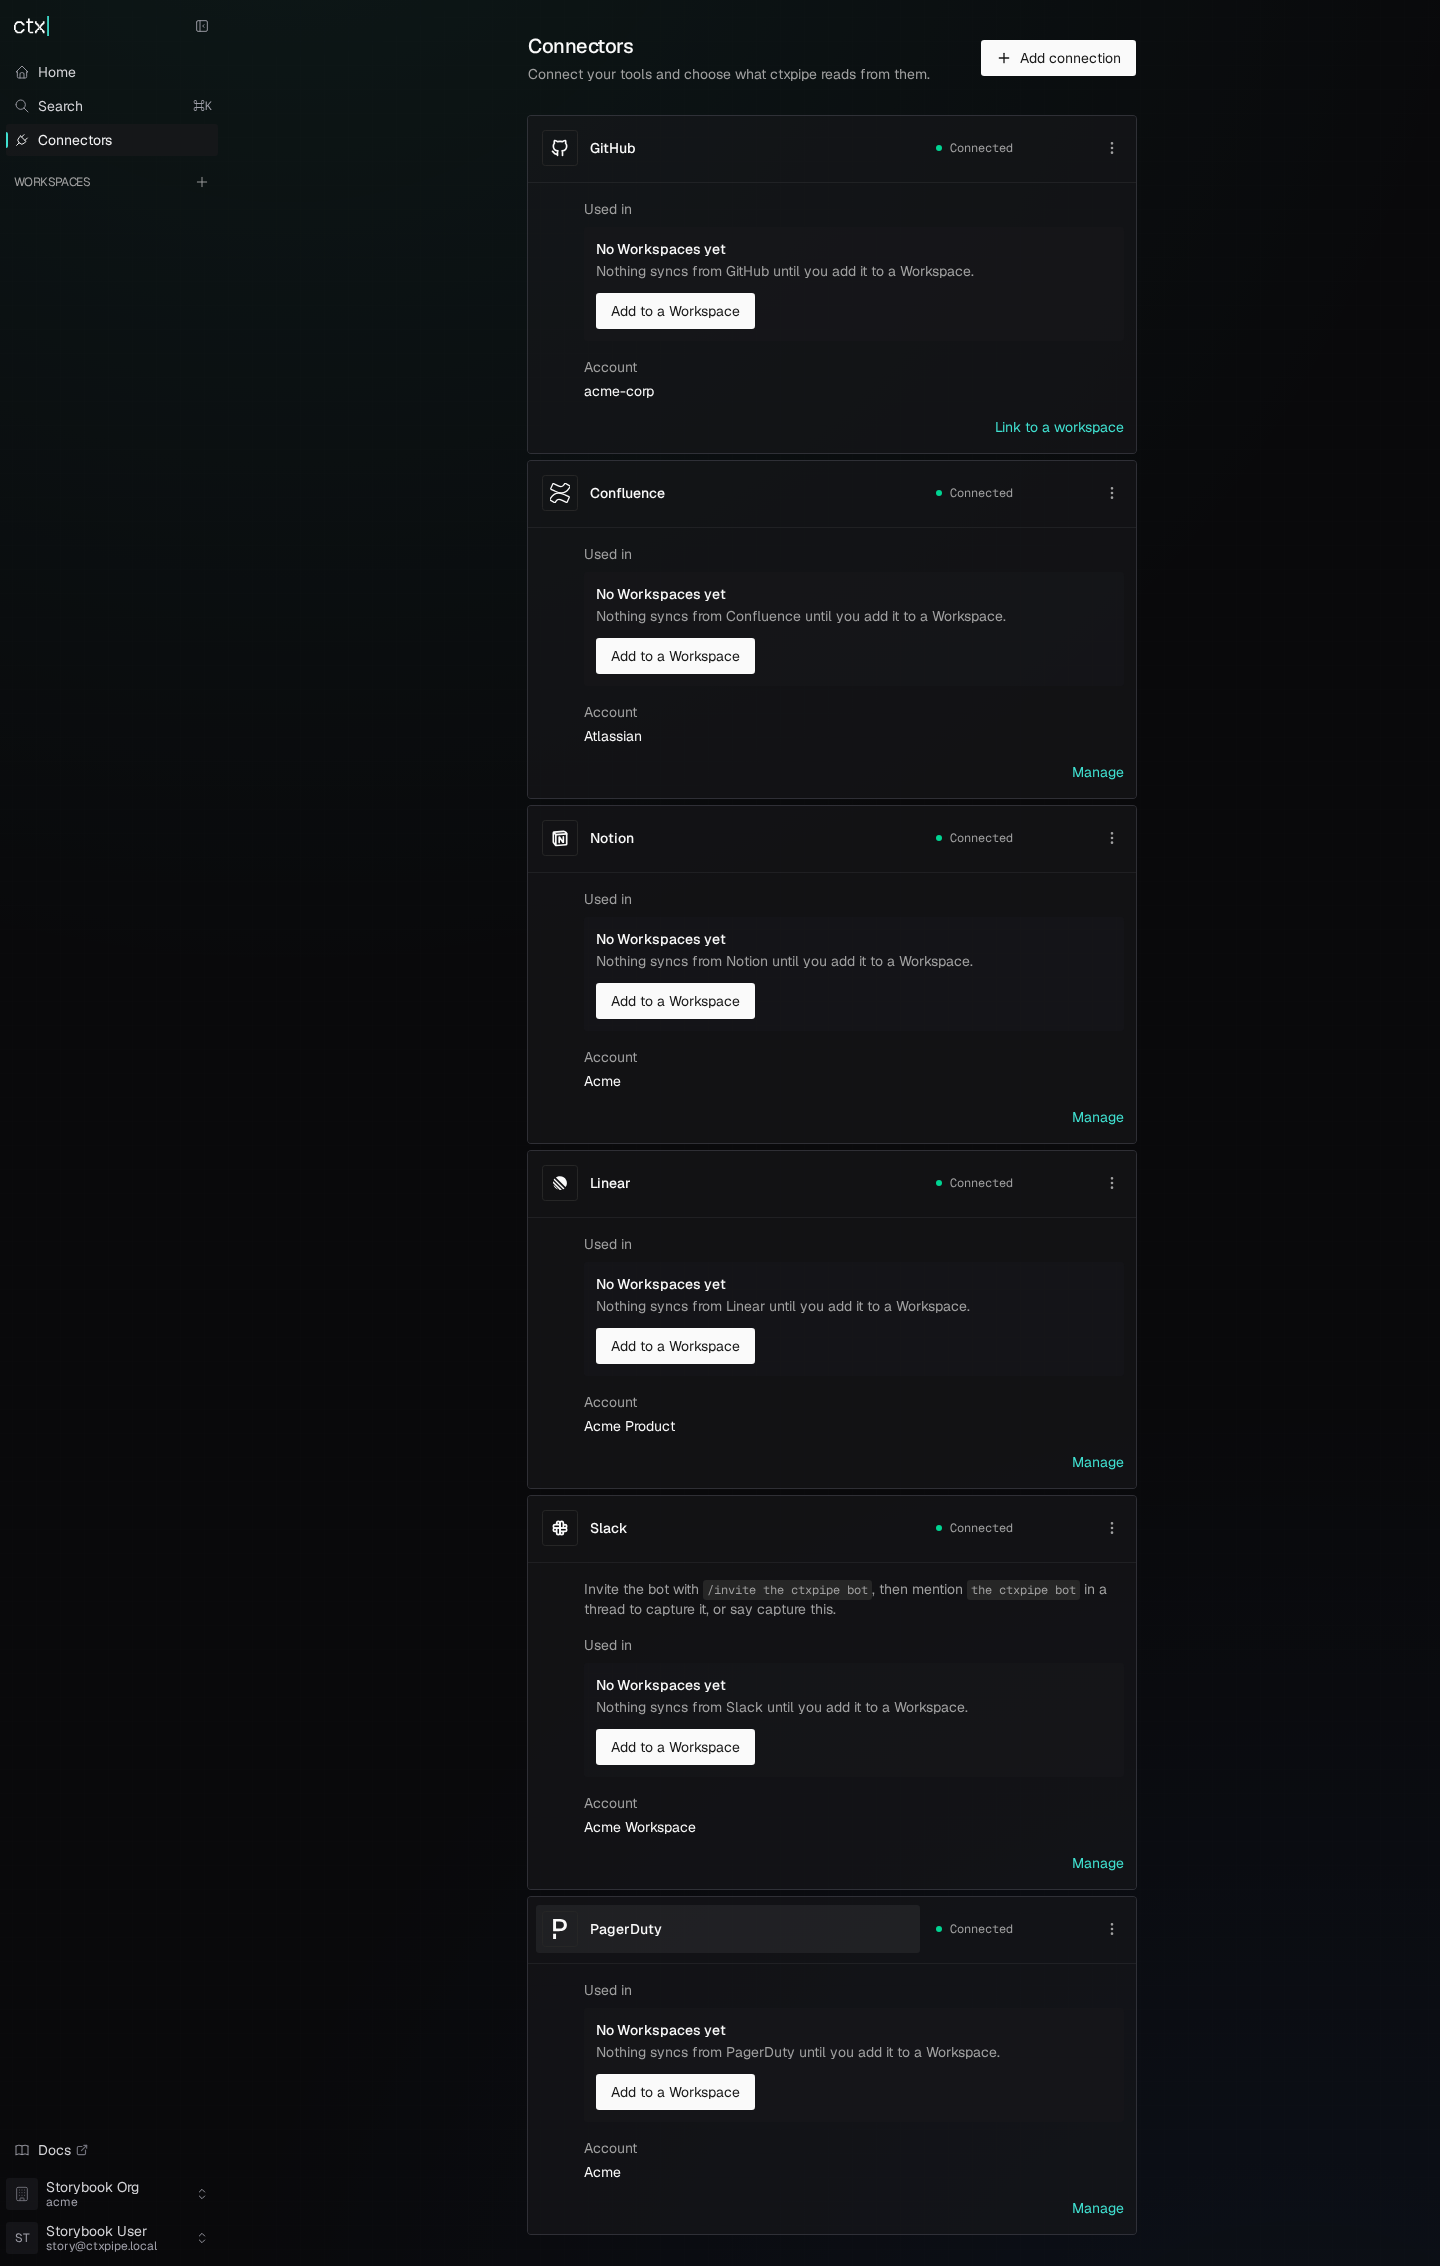 ctx
Home
Search ⌘K
Connectors
WORKSPACES
Connectors
Connect your tools and choose what ctxpipe reads from them.
Add connection
GitHub
Connected
Used in
No Workspaces yet
Nothing syncs from GitHub until you add it to a Workspace.
Add to a Workspace
Account
acme-corp
Link to a workspace
Confluence
Connected
Used in
No Workspaces yet
Nothing syncs from Confluence until you add it to a Workspace.
Add to a Workspace
Account
Atlassian
Manage
Notion
Connected
Used in
No Workspaces yet
Nothing syncs from Notion until you add it to a Workspace.
Add to a Workspace
Account
Acme
Manage
Linear
Connected
Used in
No Workspaces yet
Nothing syncs from Linear until you add it to a Workspace.
Add to a Workspace
Account
Acme Product
Manage
Slack
Connected
Invite the bot with /invite the ctxpipe bot, then mention the ctxpipe bot in a
thread to capture it, or say capture this.
Used in
No Workspaces yet
Nothing syncs from Slack until you add it to a Workspace.
Add to a Workspace
Account
Acme Workspace
Manage
PagerDuty
Connected
Used in
No Workspaces yet
Nothing syncs from PagerDuty until you add it to a Workspace.
Add to a Workspace
Account
Acme
Manage
Docs
Storybook Org
acme
ST
Storybook User
story@ctxpipe.local